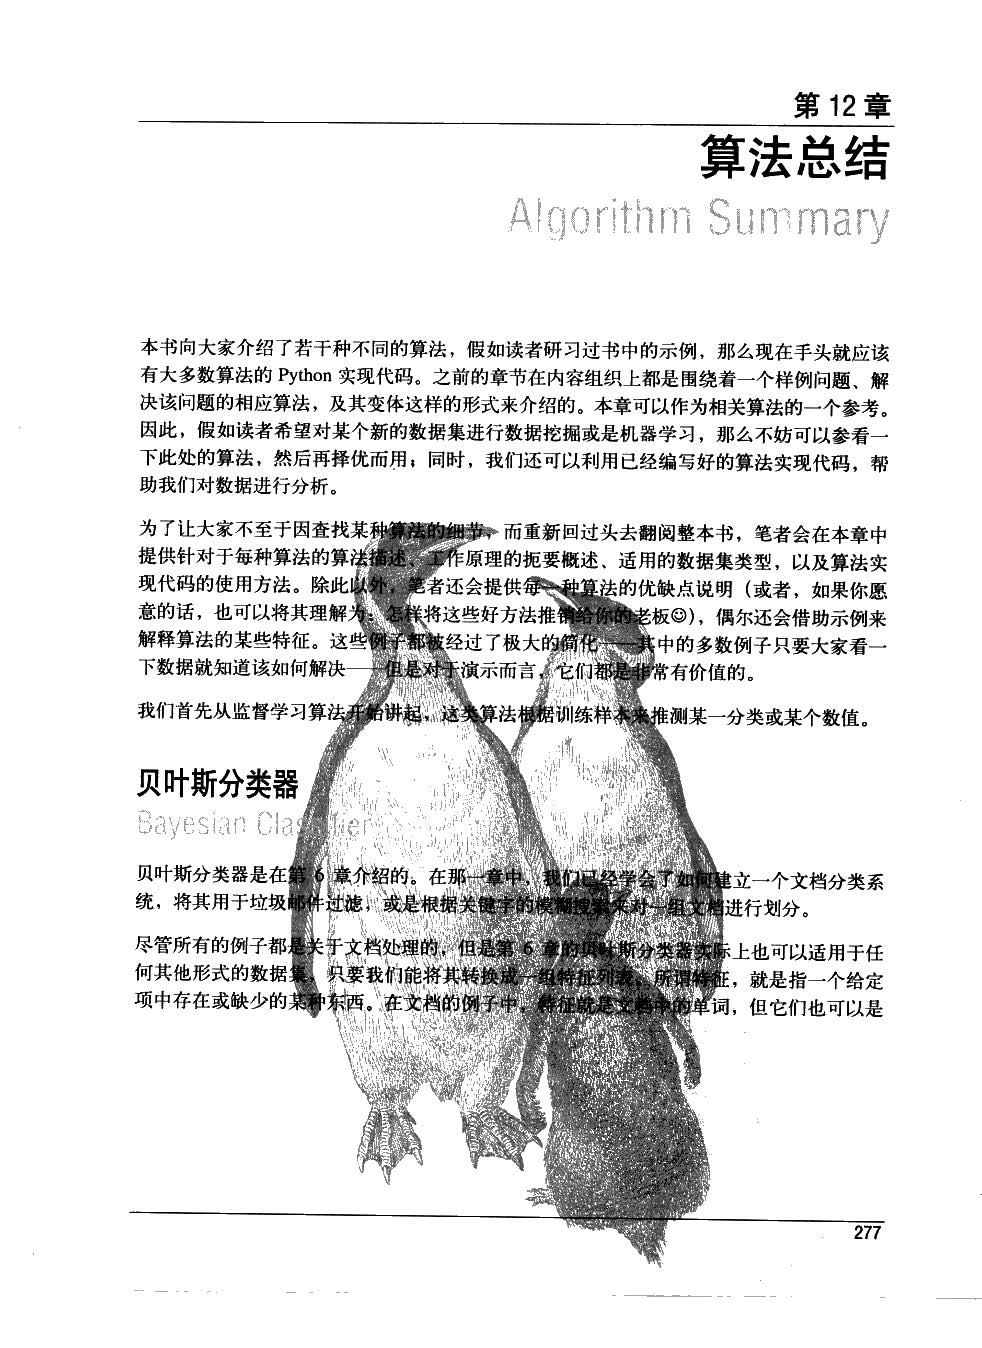 第 12 章
算法总结
Algorithm Summary
本书向大家介绍了若干种不同的算法，假如读者研习过书中的示例，那么现在手头就应该
有大多数算法的 Python 实现代码。之前的章节在内容组织上都是围绕着一个样例问题、解
决该问题的相应算法，及其变体这样的形式来介绍的。本章可以作为相关算法的一个参考。
因此，假如读者希望对某个新的数据集进行数据挖掘或是机器学习，那么不妨可以参看一
下此处的算法，然后再择优而用；同时，我们还可以利用已经编写好的算法实现代码，帮
助我们对数据进行分析。
为了让大家不至于因查找某种算法的细节，而重新回过头去翻阅整本书，笔者会在本章中
提供针对于每种算法的算法描述、工作原理的扼要概述、适用的数据集类型，以及算法实
现代码的使用方法。除此以外，笔者还会提供每一种算法的优缺点说明（或者，如果你愿
意的话，也可以将其理解为：怎样将这些好方法推销给你的老板☺），偶尔还会借助示例来
解释算法的某些特征。这些例子都被经过了极大的简化——其中的多数例子只要大家看一
下数据就知道该如何解决——但是对于演示而言，它们都是非常有价值的。
我们首先从监督学习算法开始讲起，这类算法根据训练样本来推测某一分类或某个数值。
贝叶斯分类器
Bayesian Classifier
贝叶斯分类器是在第 6 章介绍的。在那一章中，我们已经学会了如何建立一个文档分类系
统，将其用于垃圾邮件过滤，或是根据关键字的模糊搜索来对一组文档进行划分。
尽管所有的例子都是关于文档处理的，但是第 6 章的贝叶斯分类器实际上也可以适用于任
何其他形式的数据集，只要我们能将其转换成一组特征列表。所谓特征，就是指一个给定
项中存在或缺少的某种东西。在文档的例子中，特征就是文档中的单词，但它们也可以是
277